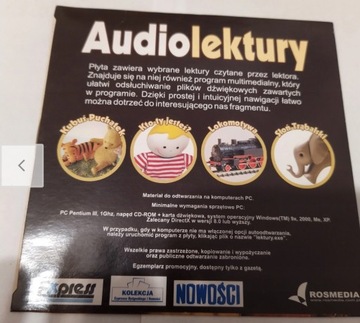 Audiolektury
Płyta zawiera wybrane lektury czytane przez lektora.
Znajduje się na niej również program multimedialny, który
ułatwi odsłuchiwanie plików dźwiękowych zawartych
w programie. Dzięki prostej i intuicyjnej nawigacji łatwo
można dotrzeć do interesującego nas fragmentu.
Kubuś Puchatek
Kto Ty jesteś?
Lokomotywa
Słoń Trąbalski
Materiał do odtwarzania na komputerach PC.
Minimalne wymagania sprzętowe PC:
PC Pentium III, 1Ghz, napęd CD-ROM + karta dźwiękowa, system operacyjny Windows(TM) 9x, 2000, Me, XP.
Zalecany DirectX w wersji 8.0 lub wyższy.
W przypadku, gdy w komputerze nie ma włączonej opcji autoodtwarzania,
należy uruchomić program z płyty, klikając plik o nazwie "lektury.exe".
Wszelkie prawa zastrzeżone, kopiowanie i wypożyczanie
oraz publiczne odtwarzanie zabronione.
Egzemplarz promocyjny, dostępny tylko z gazetą.
express
KOLEKCJA
NOWOŚCI
ROSMEDIA